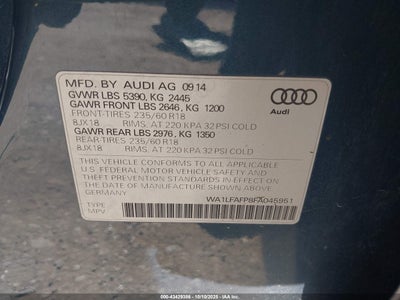 MFD. BY AUDI AG 09 14
GVWR LBS 5390, KG 2445
GAWR FRONT LBS 2646, KG 1200
FRONT-TIRES 235/60 R18
8JX18 RIMS. AT 220 KPA 32 PSI COLD
GAWR REAR LBS 2976, KG 1350
REAR-TIRES 235/60 R18
8JX18 RIMS. AT 220 KPA 32 PSI COLD
Audi
THIS VEHICLE CONFORMS TO ALL APPLICABLE
U.S. FEDERAL MOTOR VEHICLE SAFETY AND
THEFT PREVENTION STANDARDS IN EFFECT ON
THE DATE OF MANUFACTURE SHOWN ABOVE
GERMANY
WA1LFAFP8FA045951
TYPE
MPV
000-43429386 - 10/10/2025 - IAAI.COM